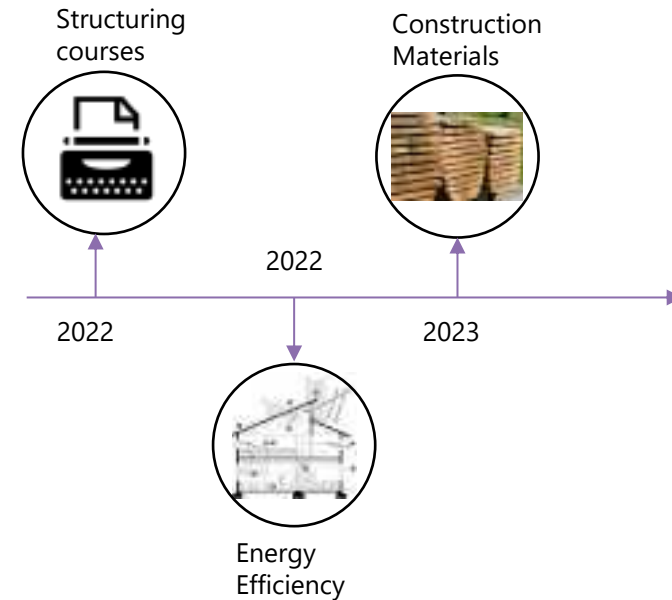 Structuring
courses
Construction
Materials
2022
2022
2023
Energy
Efficiency